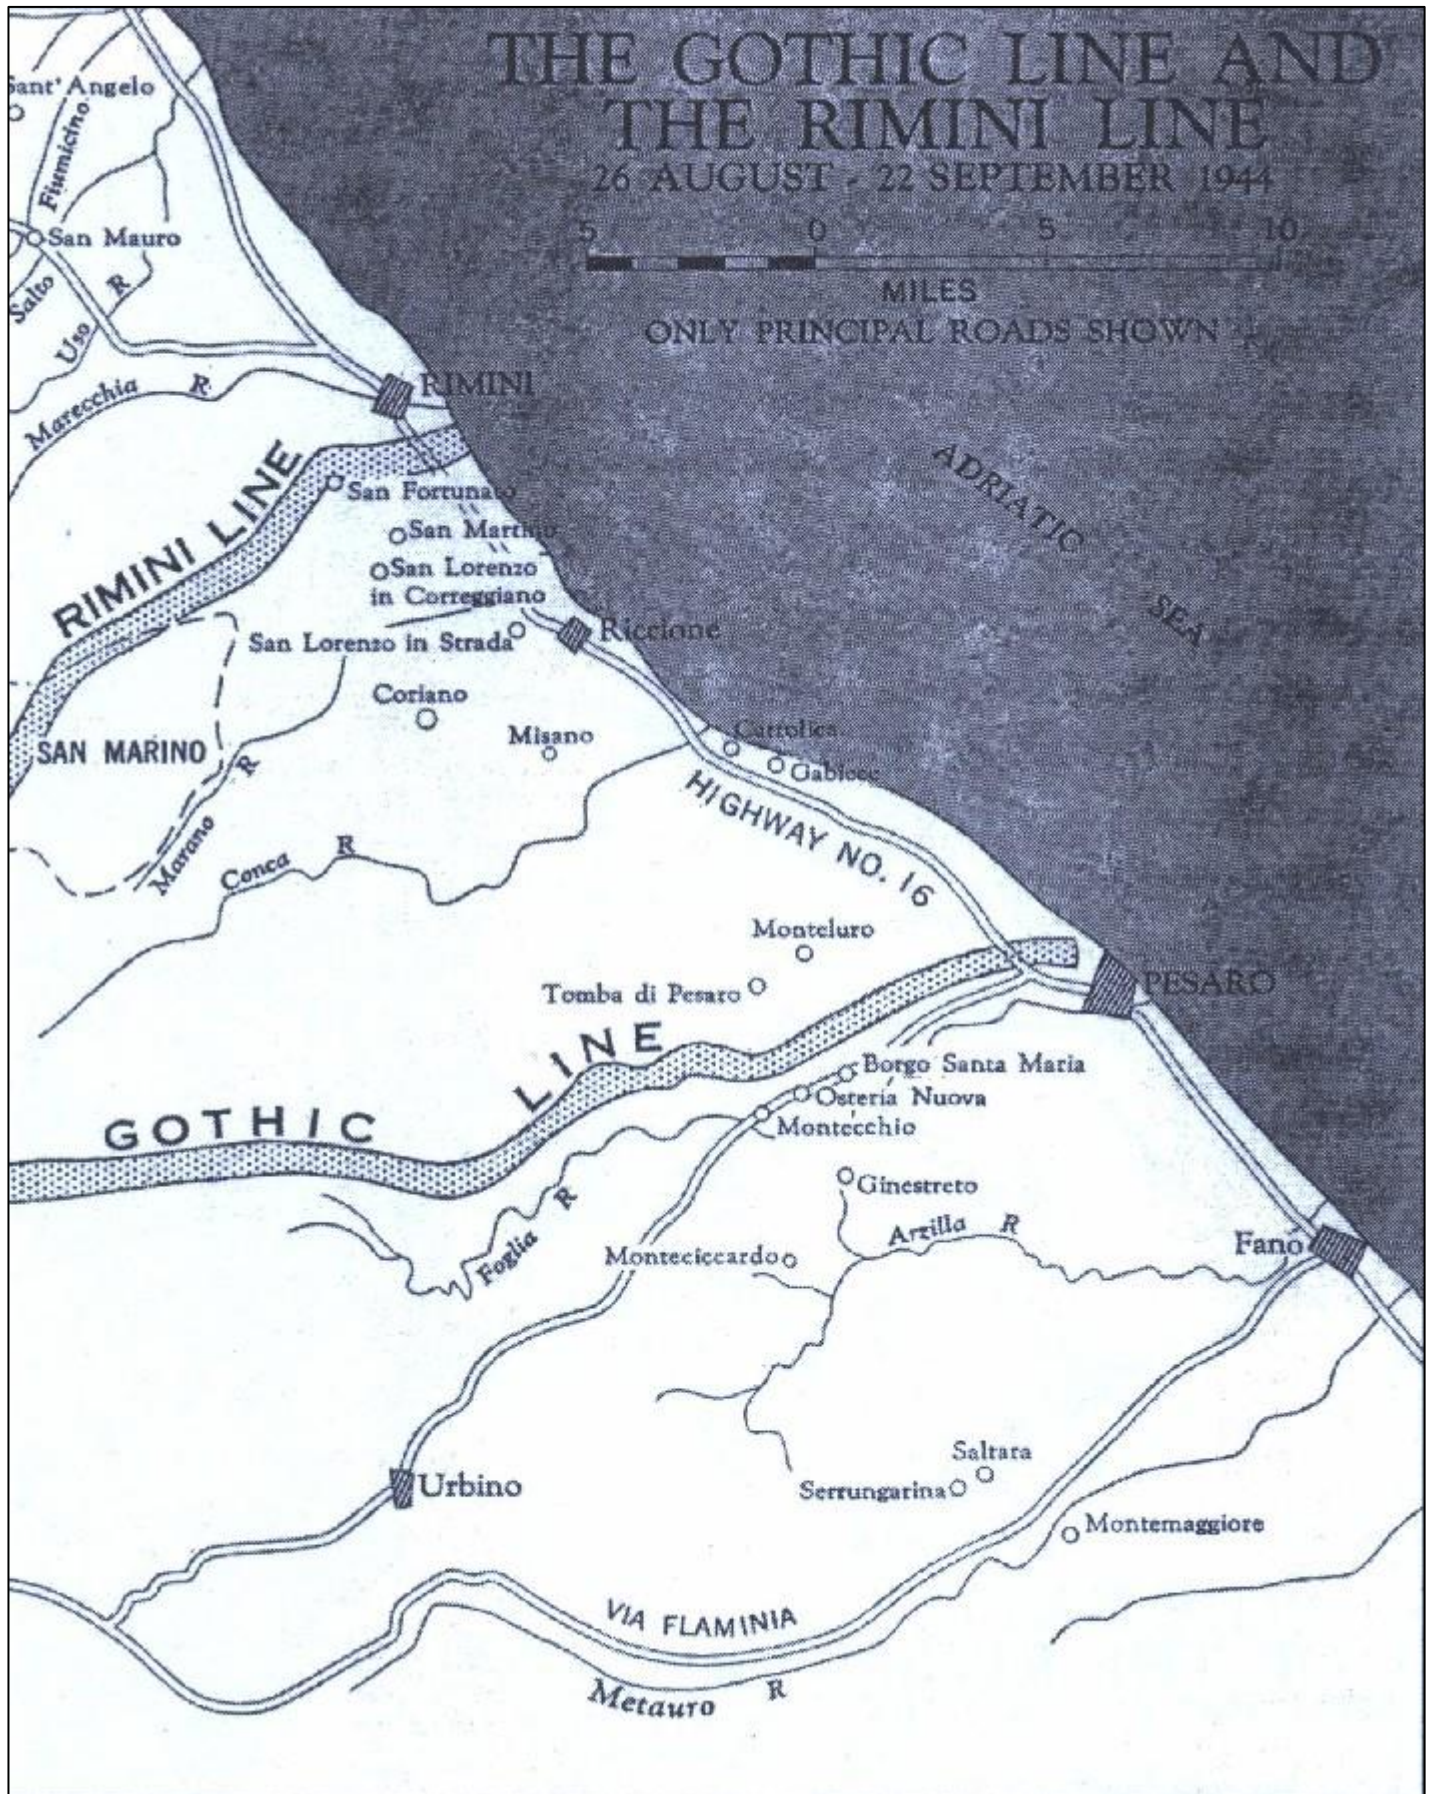 THE GOTHIC LINE AND
THE RIMINI LINE
26 AUGUST - 22 SEPTEMBER 1944
5 0 5 10
MILES
ONLY PRINCIPAL ROADS SHOWN
Sant' Angelo
Fiumicino
San Mauro
Salto
Uso R
Marecchia R
RIMINI
RIMINI LINE
San Fortunato
San Martino
San Lorenzo
in Correggiano
San Lorenzo in Strada
Riccione
ADRIATIC
SEA
Coriano
Misano
SAN MARINO
Marano R
Conca R
Cattolica
Gabicce
HIGHWAY NO. 16
Monteluro
Tomba di Pesaro
PESARO
GOTHIC LINE
Borgo Santa Maria
Osteria Nuova
Montecchio
Foglia R
Ginestreto
Arzilla R
Monteciccardo
Fano
Urbino
Saltara
Serrungarina
Montemaggiore
VIA FLAMINIA
Metauro R